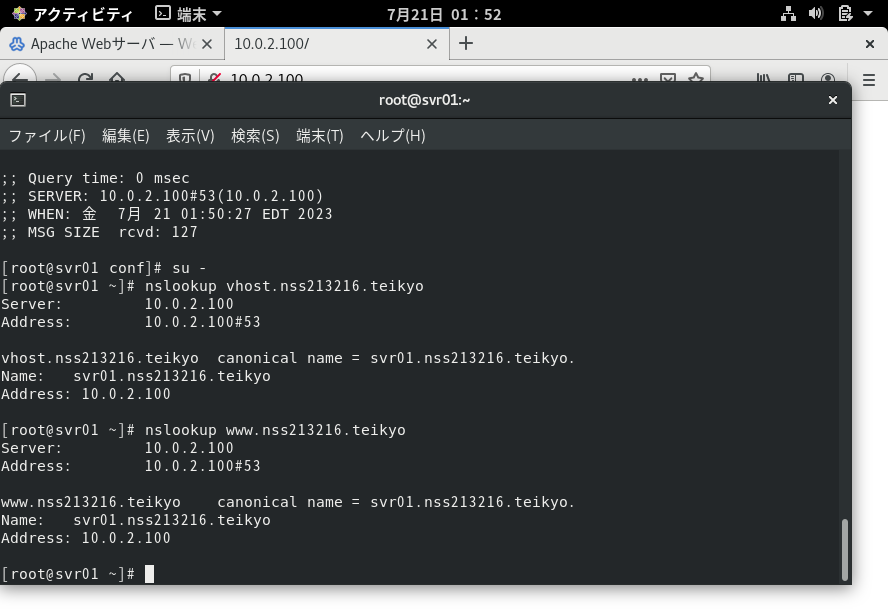 アクティビティ 端末 7月21日 01:52
Apache Webサーバ — W
10.0.2.100/
10.0.2.100
root@svr01:~
ファイル(F) 編集(E) 表示(V) 検索(S) 端末(T) ヘルプ(H)
;; Query time: 0 msec
;; SERVER: 10.0.2.100#53(10.0.2.100)
;; WHEN: 金 7月 21 01:50:27 EDT 2023
;; MSG SIZE rcvd: 127
[root@svr01 conf]# su -
[root@svr01 ~]# nslookup vhost.nss213216.teikyo
Server: 10.0.2.100
Address: 10.0.2.100#53
vhost.nss213216.teikyo canonical name = svr01.nss213216.teikyo.
Name: svr01.nss213216.teikyo
Address: 10.0.2.100
[root@svr01 ~]# nslookup www.nss213216.teikyo
Server: 10.0.2.100
Address: 10.0.2.100#53
www.nss213216.teikyo canonical name = svr01.nss213216.teikyo.
Name: svr01.nss213216.teikyo
Address: 10.0.2.100
[root@svr01 ~]#